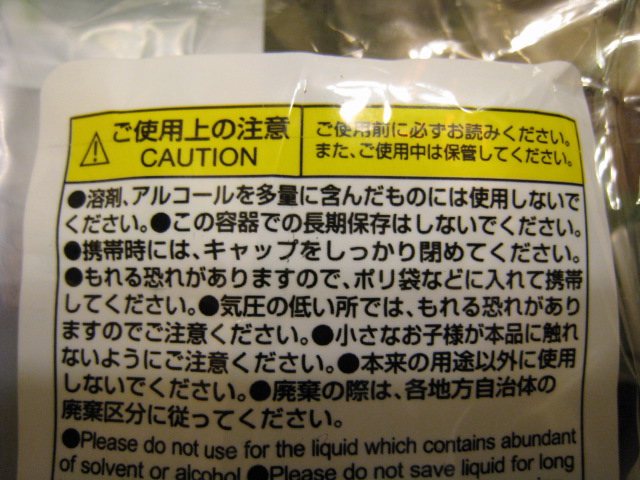 ご使用上の注意
CAUTION
ご使用前に必ずお読みください。
また、ご使用中は保管してください。
●溶剤、アルコールを多量に含んだものには使用しないで
ください。●この容器での長期保存はしないでください。
●携帯時には、キャップをしっかり閉めてください。
●もれる恐れがありますので、ポリ袋などに入れて携帯
してください。●気圧の低い所では、もれる恐れがあり
ますのでご注意ください。●小さなお子様が本品に触れ
ないようにご注意ください。●本来の用途以外に使用
しないでください。●廃棄の際は、各地方自治体の
廃棄区分に従ってください。
●Please do not use for the liquid which contains abundant
of solvent or alcohol ●Please do not save liquid for long